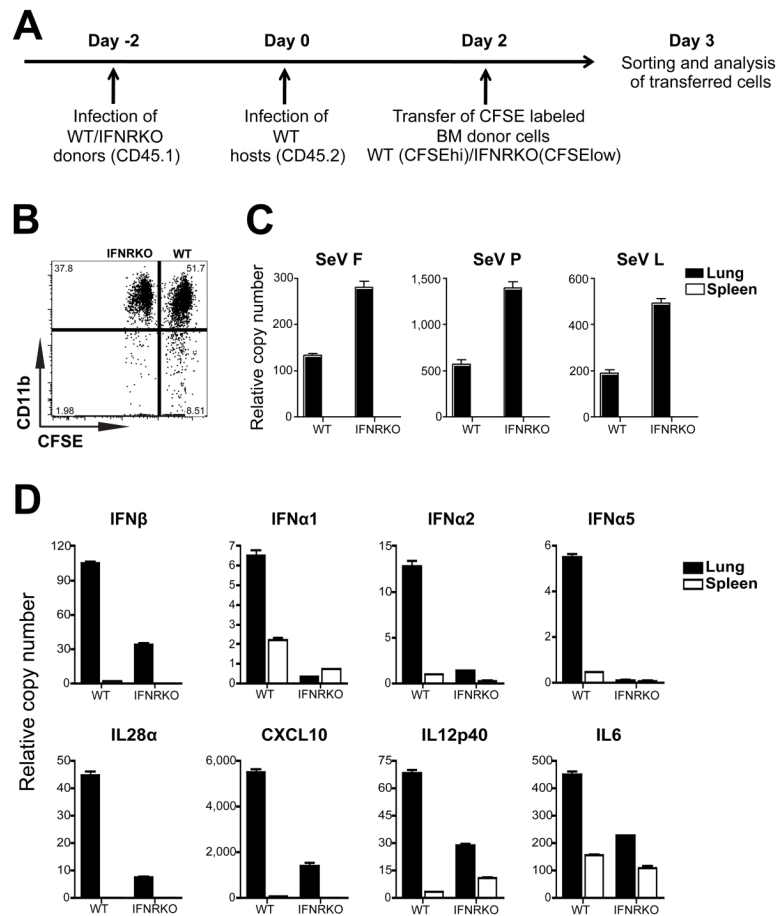 A
Day -2
Day 0
Day 2
Day 3
Infection of
WT/IFNRKO
donors (CD45.1)
Infection of
WT
hosts (CD45.2)
Transfer of CFSE labeled
BM donor cells
WT (CFSEhi)/IFNRKO(CFSElow)
Sorting and analysis
of transferred cells
B
IFNRKO WT
37.8 51.7
1.98 8.51
CD11b
CFSE
C
Relative copy number
SeV F
300
200
100
0
WT IFNRKO
SeV P
1,500
1,000
500
0
WT IFNRKO
SeV L
600
400
200
0
WT IFNRKO
Lung
Spleen
D
Relative copy number
IFNβ
120
90
60
30
0
WT IFNRKO
IFNα1
7
6
5
4
3
2
1
0
WT IFNRKO
IFNα2
15
10
5
0
WT IFNRKO
IFNα5
6
4
2
0
WT IFNRKO
Lung
Spleen
IL28α
50
40
30
20
10
0
WT IFNRKO
CXCL10
6,000
4,000
2,000
0
WT IFNRKO
IL12p40
75
60
45
30
15
0
WT IFNRKO
IL6
500
400
300
200
100
0
WT IFNRKO